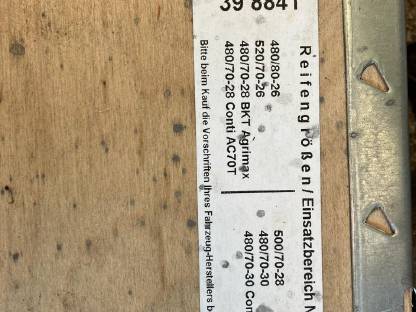 39 8841
Reifengrößen / Einsatzbereich
480/80-26
520/70-26
480/70-28 BKT Agrimax
480/70-28 Conti AC70T
500/70-28
480/70-30
480/70-30
Bitte beim Kauf die Vorschriften Ihres Fahrzeug-Herstellers